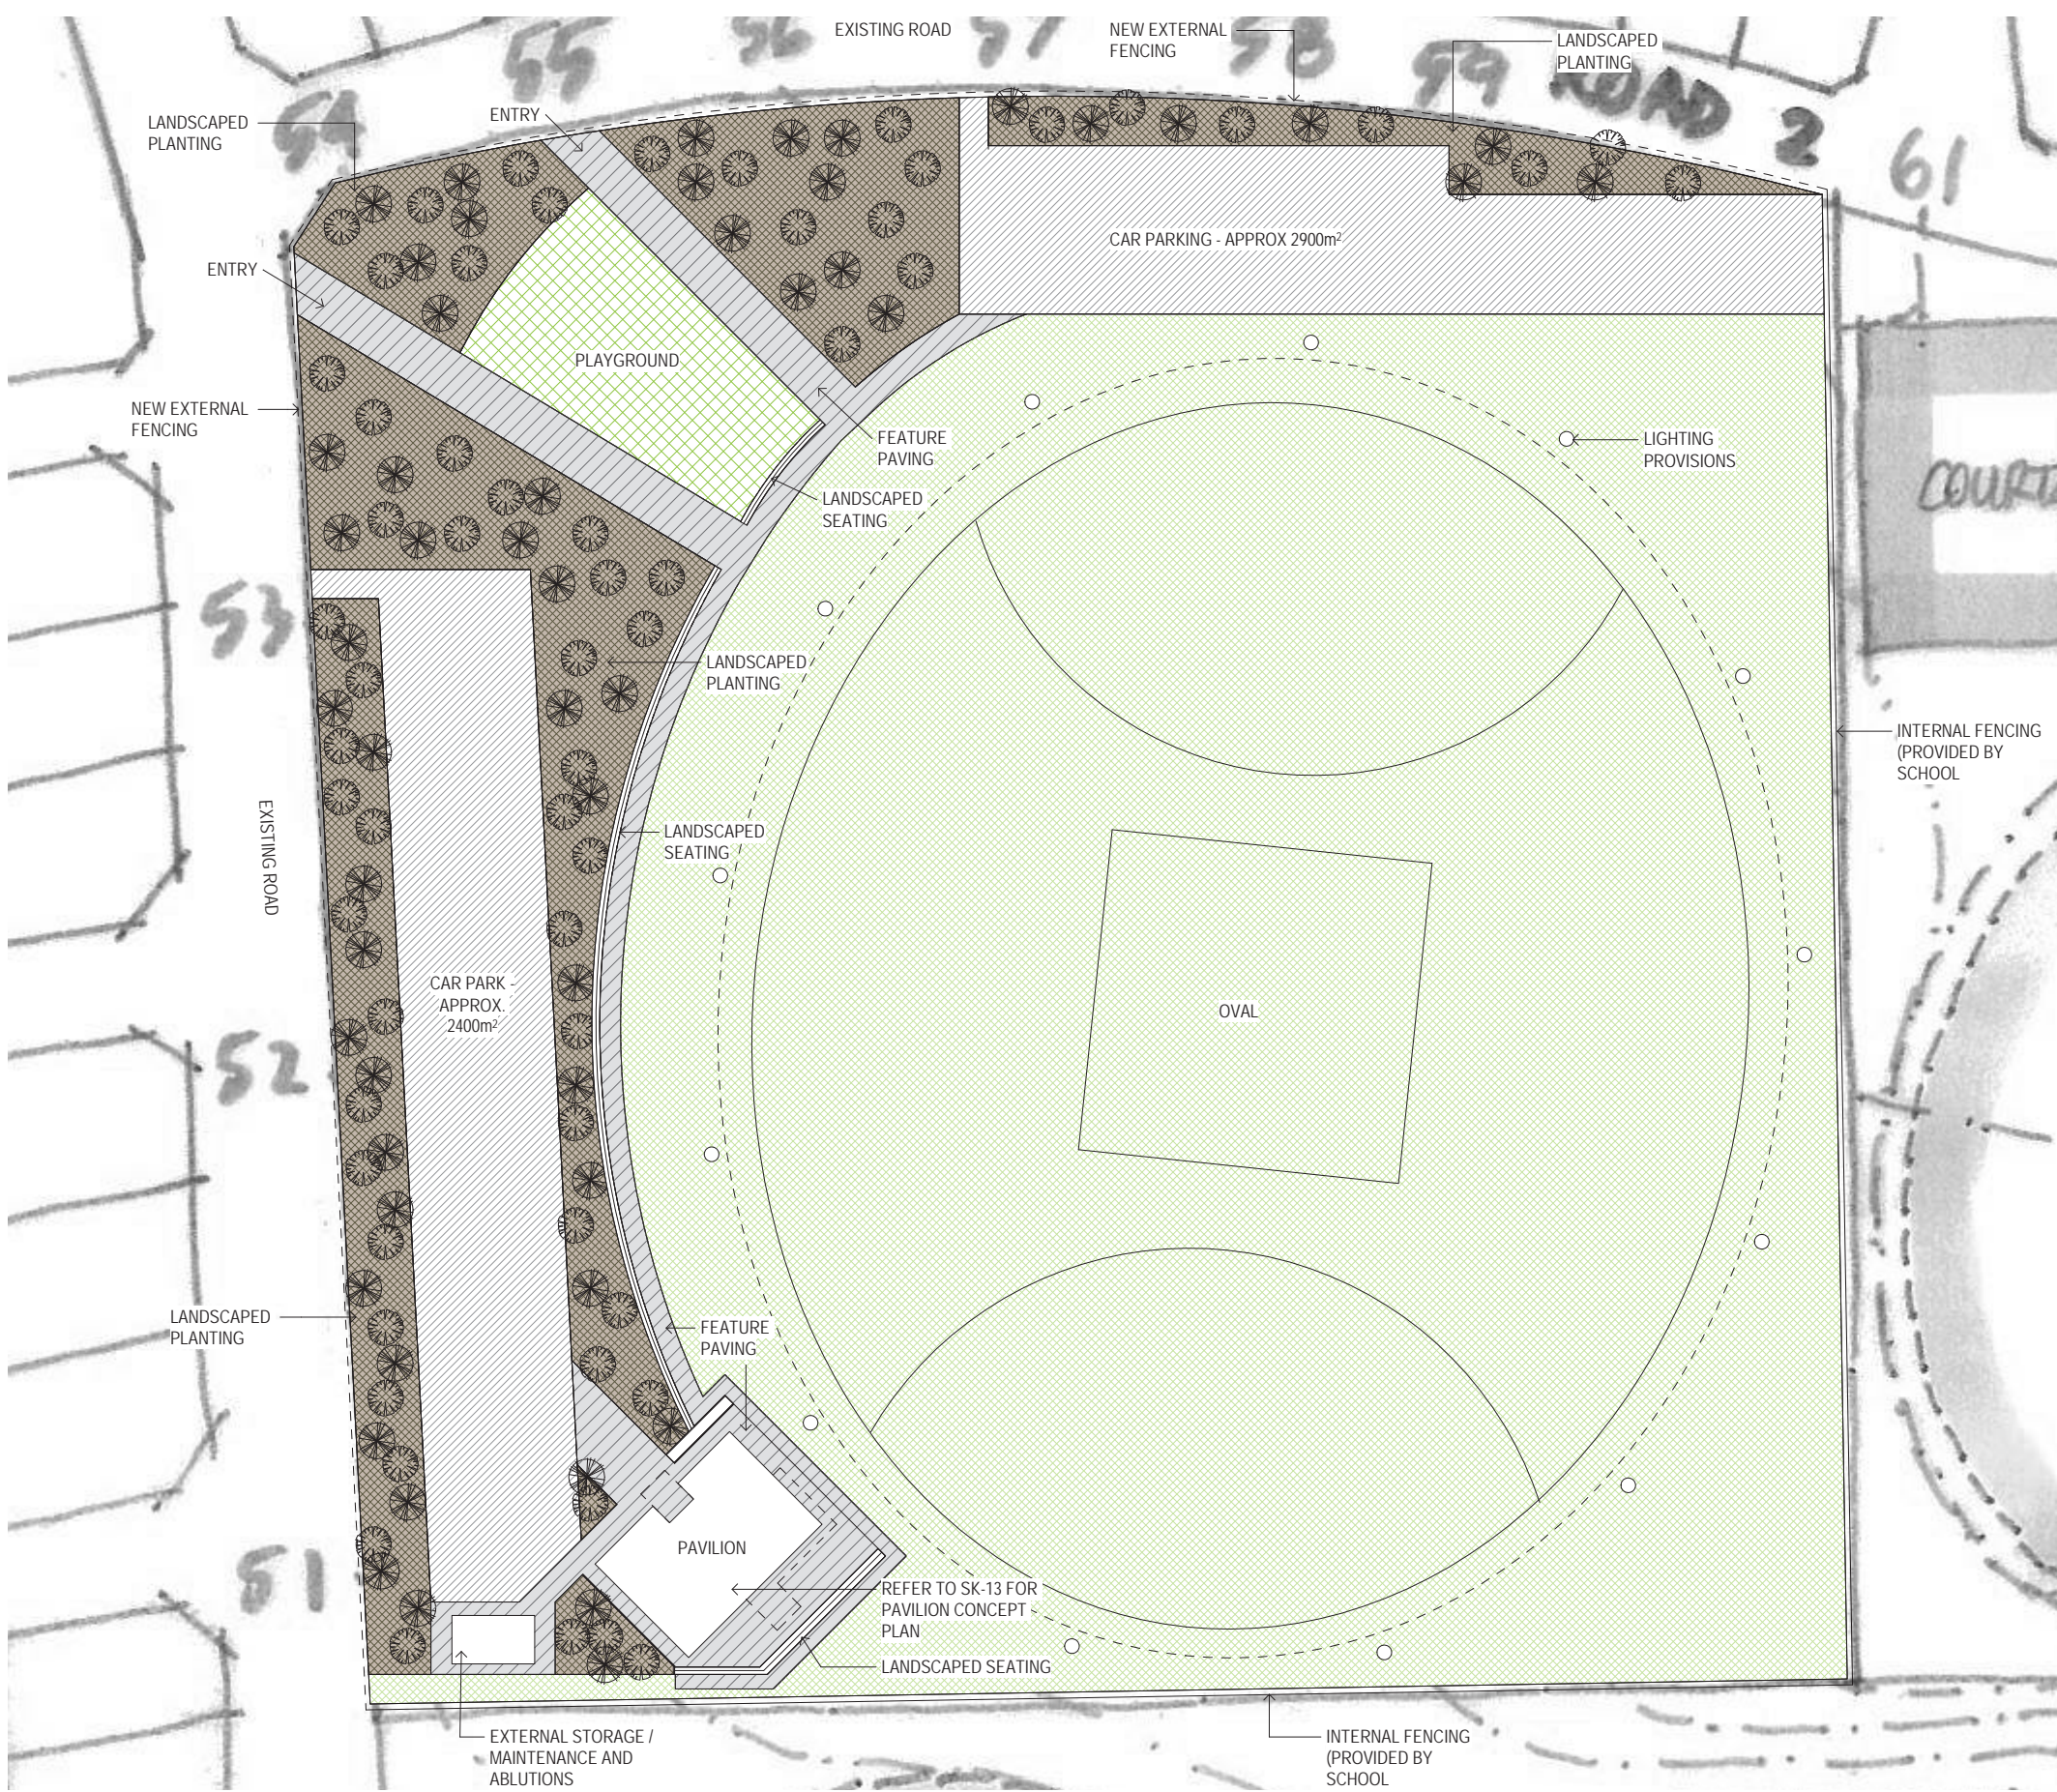 EXISTING ROAD
NEW EXTERNAL
FENCING
LANDSCAPED
PLANTING
54
55
56
57
58
59
ROAD 2
61
LANDSCAPED
PLANTING
ENTRY
ENTRY
CAR PARKING - APPROX 2900m²
PLAYGROUND
NEW EXTERNAL
FENCING
FEATURE
PAVING
LIGHTING
PROVISIONS
LANDSCAPED
SEATING
53
LANDSCAPED
PLANTING
INTERNAL FENCING
(PROVIDED BY
SCHOOL
EXISTING ROAD
LANDSCAPED
SEATING
CAR PARK -
APPROX.
2400m²
OVAL
52
LANDSCAPED
PLANTING
FEATURE
PAVING
PAVILION
51
REFER TO SK-13 FOR
PAVILION CONCEPT
PLAN
LANDSCAPED SEATING
EXTERNAL STORAGE /
MAINTENANCE AND
ABLUTIONS
INTERNAL FENCING
(PROVIDED BY
SCHOOL